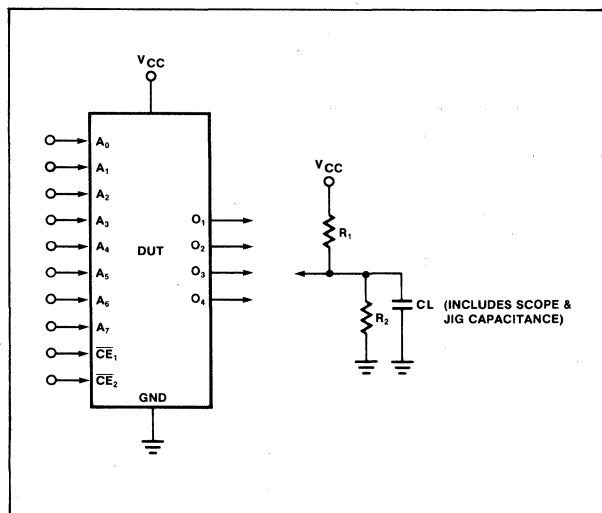 VCC
A0
A1
A2
A3
A4
A5
A6
A7
CE1
CE2
DUT
O1
O2
O3
O4
GND
VCC
R1
R2
CL (INCLUDES SCOPE &
JIG CAPACITANCE)